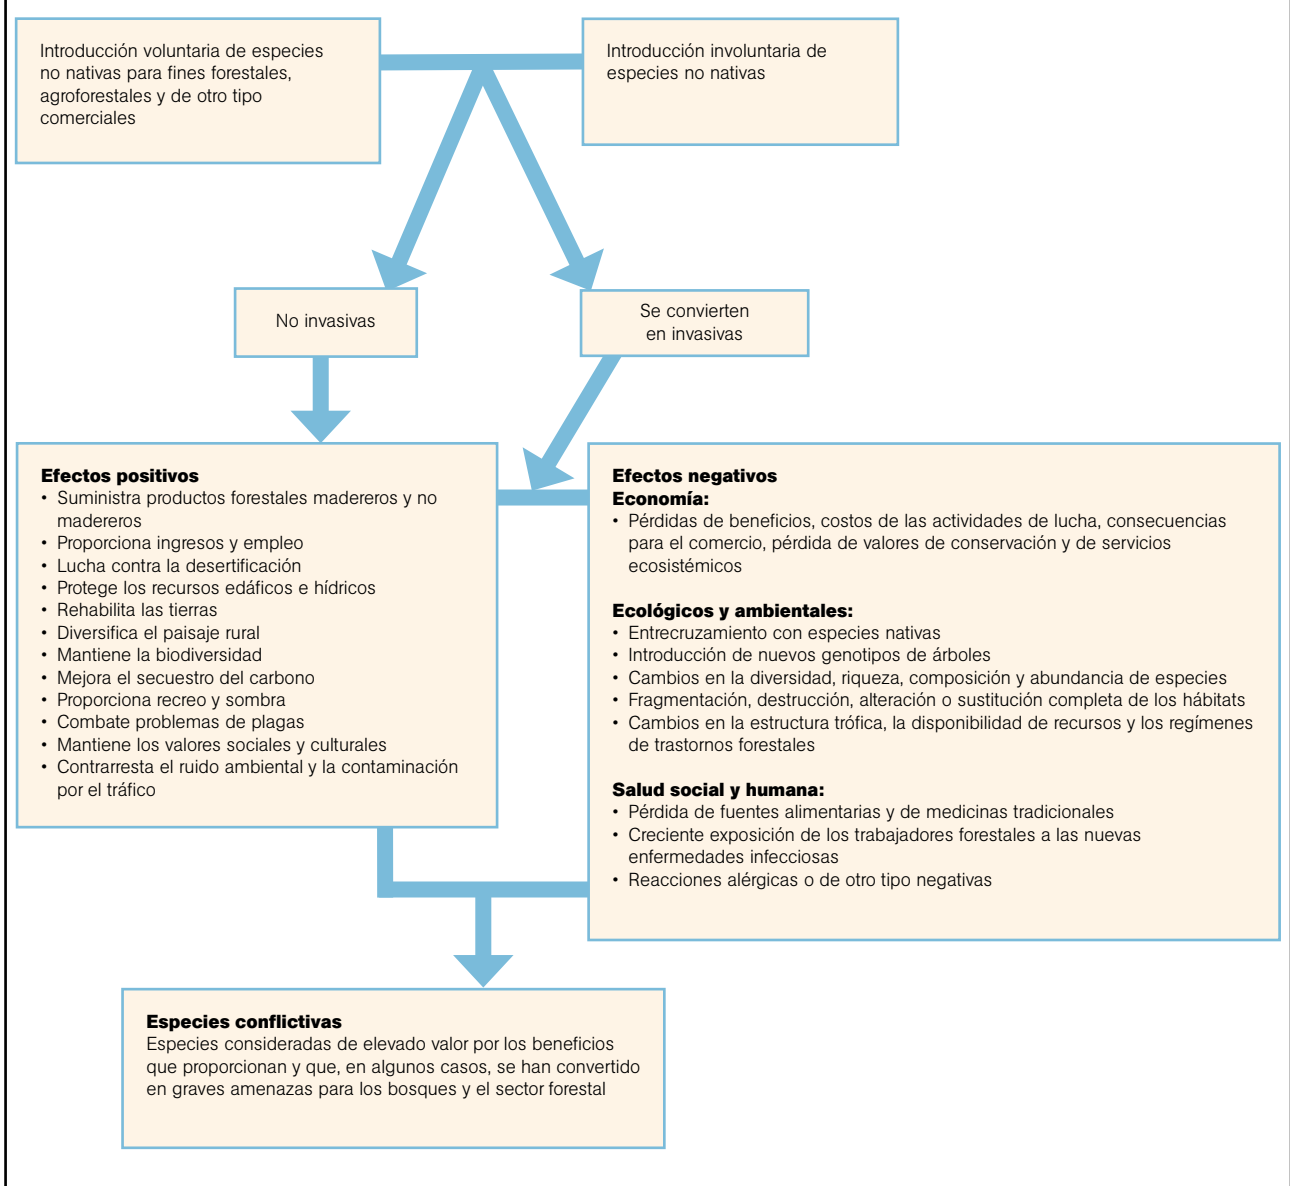 Introducción voluntaria de especies
no nativas para fines forestales,
agroforestales y de otro tipo
comerciales
Introducción involuntaria de
especies no nativas
No invasivas
Se convierten
en invasivas
Efectos positivos
• Suministra productos forestales madereros y no
madereros
• Proporciona ingresos y empleo
• Lucha contra la desertificación
• Protege los recursos edáficos e hídricos
• Rehabilita las tierras
• Diversifica el paisaje rural
• Mantiene la biodiversidad
• Mejora el secuestro del carbono
• Proporciona recreo y sombra
• Combate problemas de plagas
• Mantiene los valores sociales y culturales
• Contrarresta el ruido ambiental y la contaminación
por el tráfico
Efectos negativos
Economía:
• Pérdidas de beneficios, costos de las actividades de lucha, consecuencias
para el comercio, pérdida de valores de conservación y de servicios
ecosistémicos
Ecológicos y ambientales:
• Entrecruzamiento con especies nativas
• Introducción de nuevos genotipos de árboles
• Cambios en la diversidad, riqueza, composición y abundancia de especies
• Fragmentación, destrucción, alteración o sustitución completa de los hábitats
• Cambios en la estructura trófica, la disponibilidad de recursos y los regímenes
de trastornos forestales
Salud social y humana:
• Pérdida de fuentes alimentarias y de medicinas tradicionales
• Creciente exposición de los trabajadores forestales a las nuevas
enfermedades infecciosas
• Reacciones alérgicas o de otro tipo negativas
Especies conflictivas
Especies consideradas de elevado valor por los beneficios
que proporcionan y que, en algunos casos, se han convertido
en graves amenazas para los bosques y el sector forestal